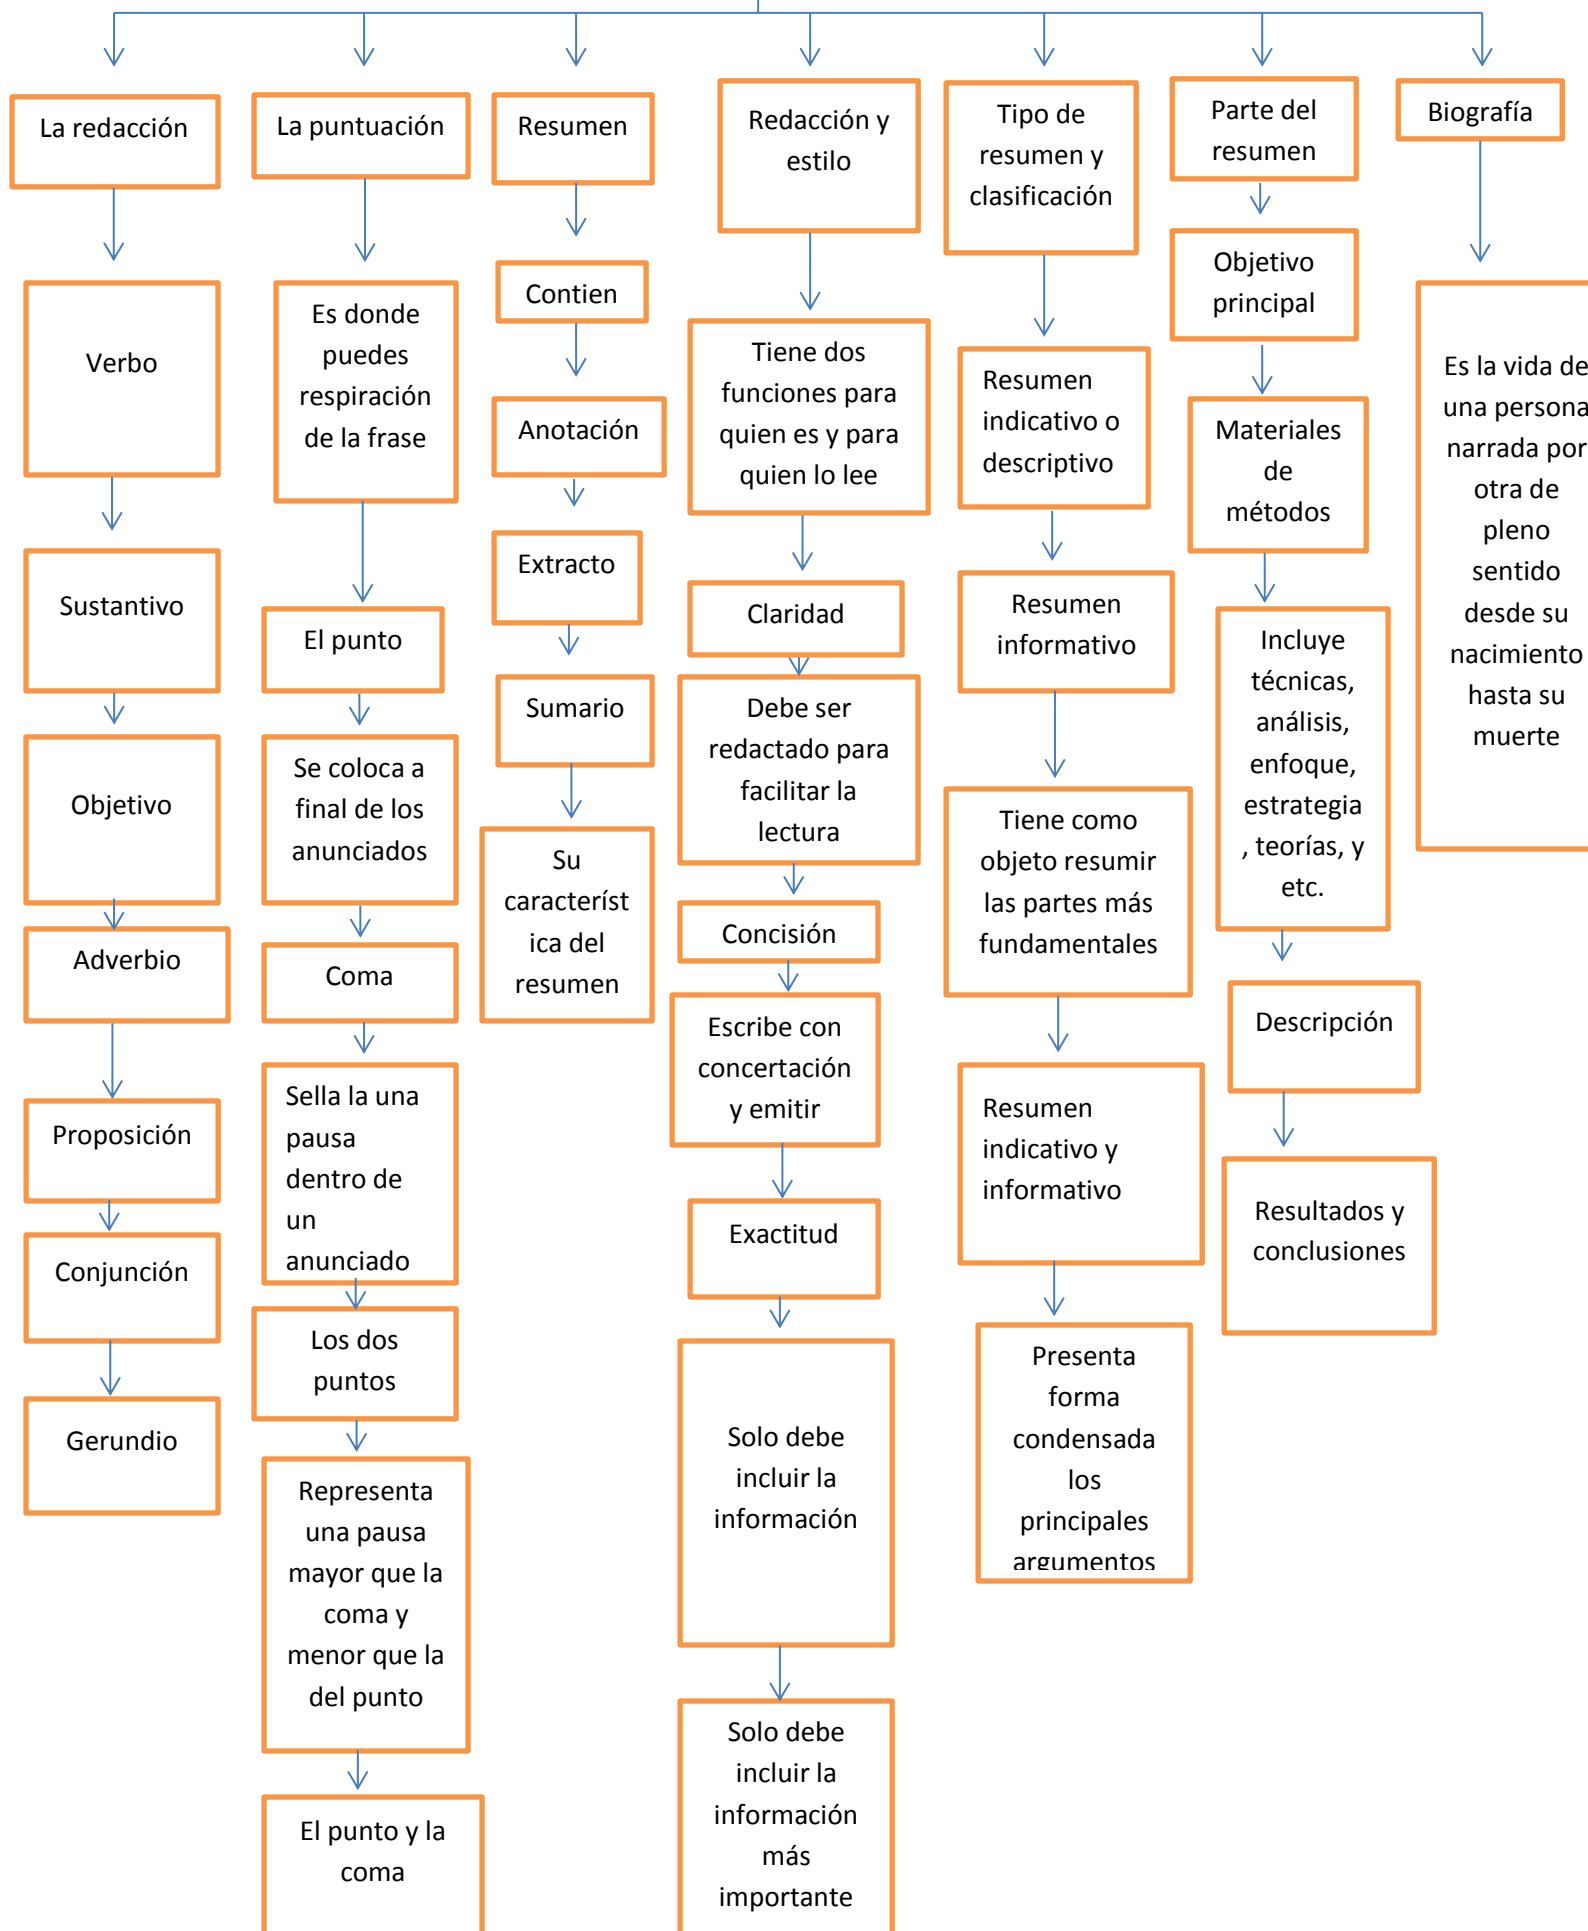 La redacción
Verbo
Sustantivo
Objetivo
Adverbio
Proposición
Conjunción
Gerundio
La puntuación
Es donde
puedes
respiración
de la frase
El punto
Se coloca a
final de los
anunciados
Coma
Sella la una
pausa
dentro de
un
anunciado
Los dos
puntos
Representa
una pausa
mayor que la
coma y
menor que la
del punto
El punto y la
coma
Resumen
Contien
Anotación
Extracto
Sumario
Su
característ
ica del
resumen
Redacción y
estilo
Tiene dos
funciones para
quien es y para
quien lo lee
Claridad
Debe ser
redactado para
facilitar la
lectura
Concisión
Escribe con
concertación
y emitir
Exactitud
Solo debe
incluir la
información
Solo debe
incluir la
información
más
importante
Tipo de
resumen y
clasificación
Resumen
indicativo o
descriptivo
Resumen
informativo
Tiene como
objeto resumir
las partes más
fundamentales
Resumen
indicativo y
informativo
Presenta
forma
condensada
los
principales
argumentos
Parte del
resumen
Objetivo
principal
Materiales
de
métodos
Incluye
técnicas,
análisis,
enfoque,
estrategia
, teorías, y
etc.
Descripción
Resultados y
conclusiones
Biografía
Es la vida de
una persona
narrada por
otra de
pleno
sentido
desde su
nacimiento
hasta su
muerte